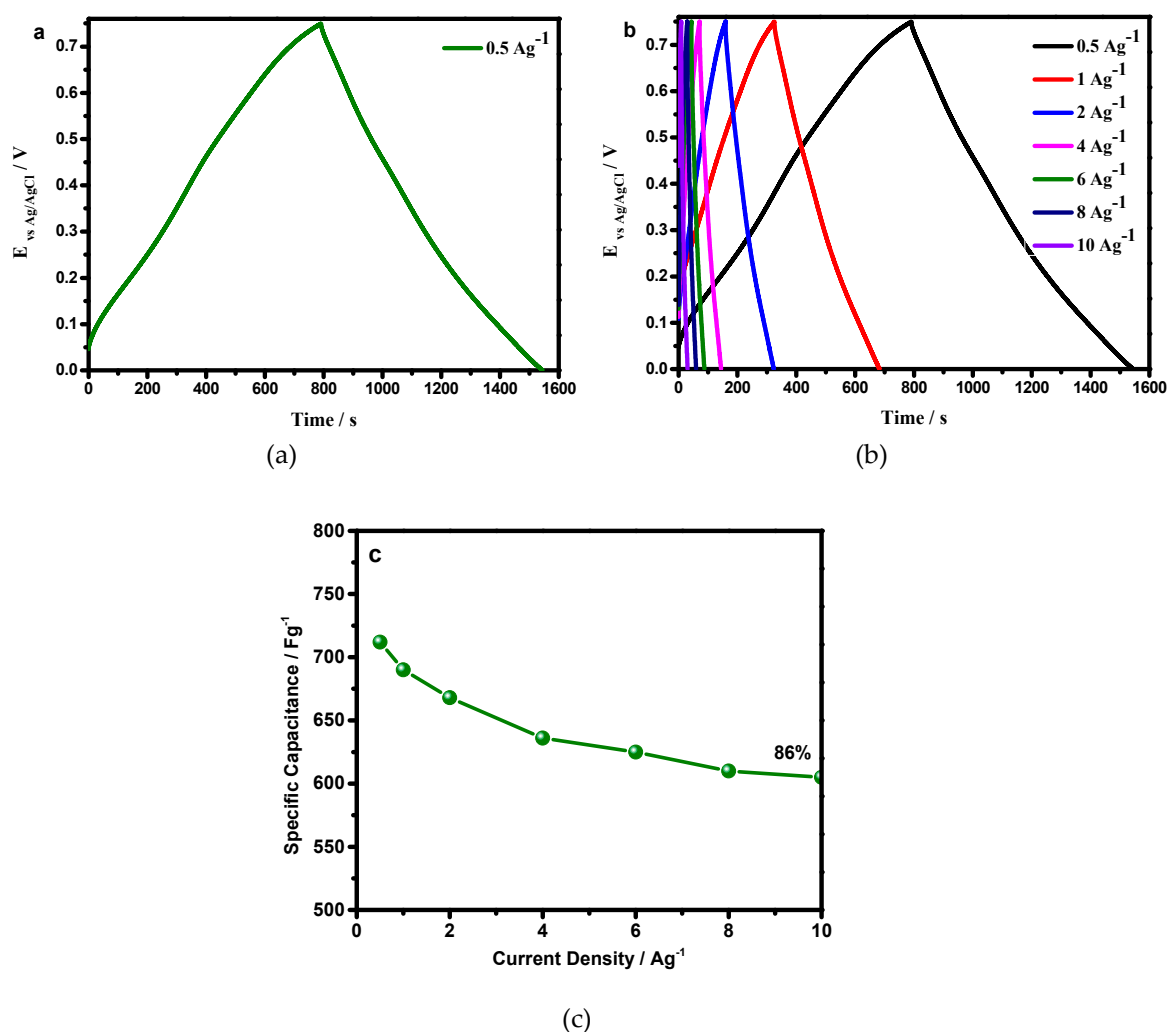 a
0.5 Ag⁻¹
0.7
0.6
0.5
0.4
0.3
0.2
0.1
0.0
E vs Ag/AgCl / V
0 200 400 600 800 1000 1200 1400 1600
Time / s
(a)
b
0.5 Ag⁻¹
1 Ag⁻¹
2 Ag⁻¹
4 Ag⁻¹
6 Ag⁻¹
8 Ag⁻¹
10 Ag⁻¹
0.7
0.6
0.5
0.4
0.3
0.2
0.1
0.0
E vs Ag/AgCl / V
0 200 400 600 800 1000 1200 1400 1600
Time / s
(b)
c
800
750
700
650
600
550
500
86%
Specific Capacitance / Fg⁻¹
0 2 4 6 8 10
Current Density / Ag⁻¹
(c)